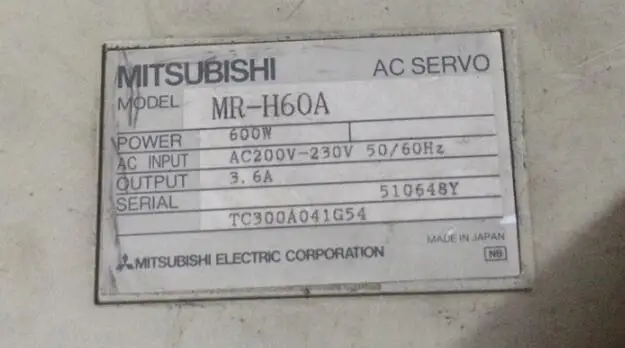 MITSUBISHI AC SERVO
MODEL MR-H60A
POWER 600W
AC INPUT AC200V-230V 50/60Hz
OUTPUT 3.6A
SERIAL 510648Y
TC300A041G54
MADE IN JAPAN
MITSUBISHI ELECTRIC CORPORATION NB